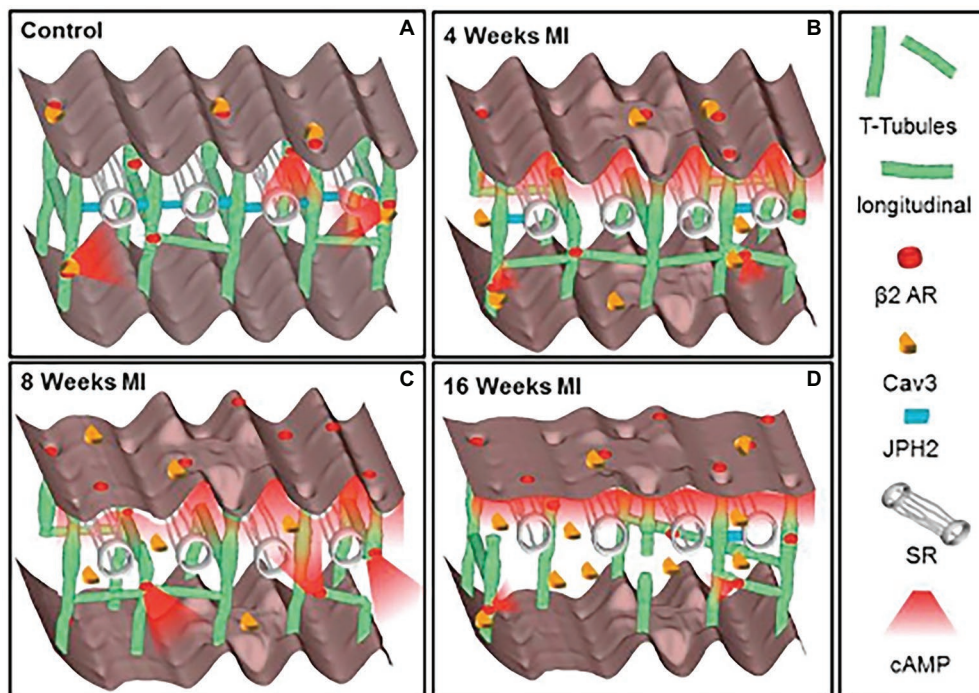 Control
A
4 Weeks MI
B
8 Weeks MI
C
16 Weeks MI
D
T-Tubules
longitudinal
β2 AR
Cav3
JPH2
SR
cAMP